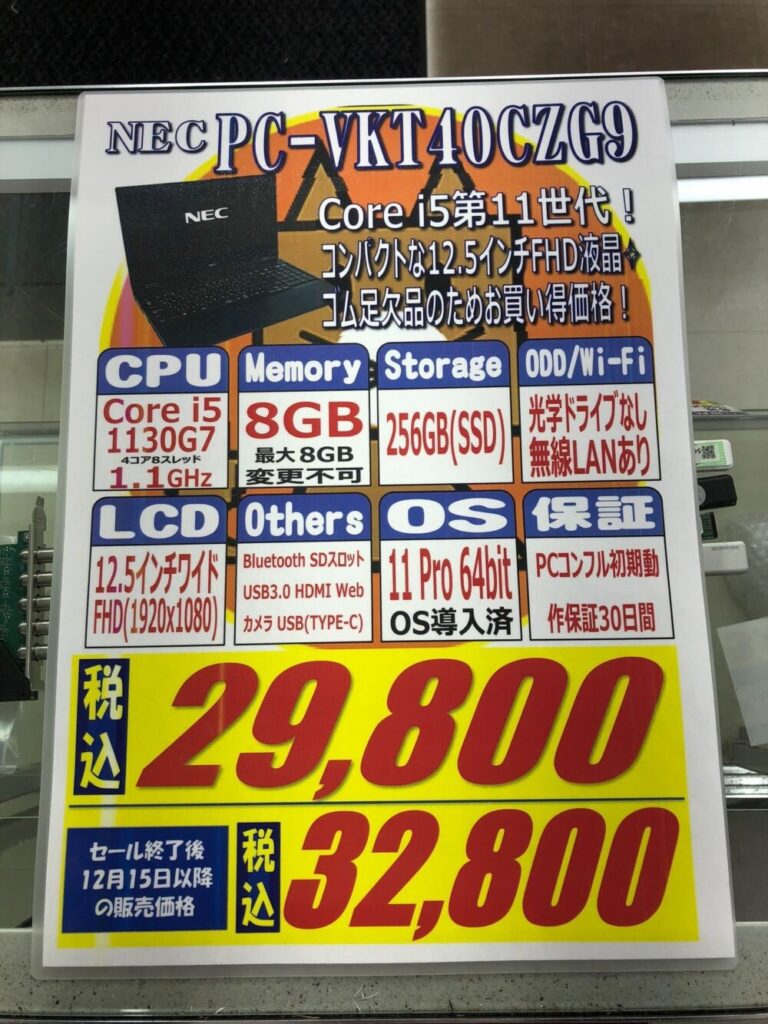 NEC PC-VKT40CZG9
NEC
Core i5第11世代！
コンパクトな12.5インチFHD液晶✧
ゴム足欠品のためお買い得価格！
CPU
Core i5
1130G7
4コア8スレッド
1.1GHz
Memory
8GB
最大8GB
変更不可
Storage
256GB(SSD)
ODD/Wi-Fi
光学ドライブなし
無線LANあり
LCD
12.5インチワイド
FHD(1920x1080)
Others
Bluetooth SDスロット
USB3.0 HDMI Web
カメラ USB(TYPE-C)
OS
11 Pro 64bit
OS導入済
保証
PCコンフル初期動
作保証30日間
税込 29,800
セール終了後
12月15日以降
の販売価格
税込 32,800